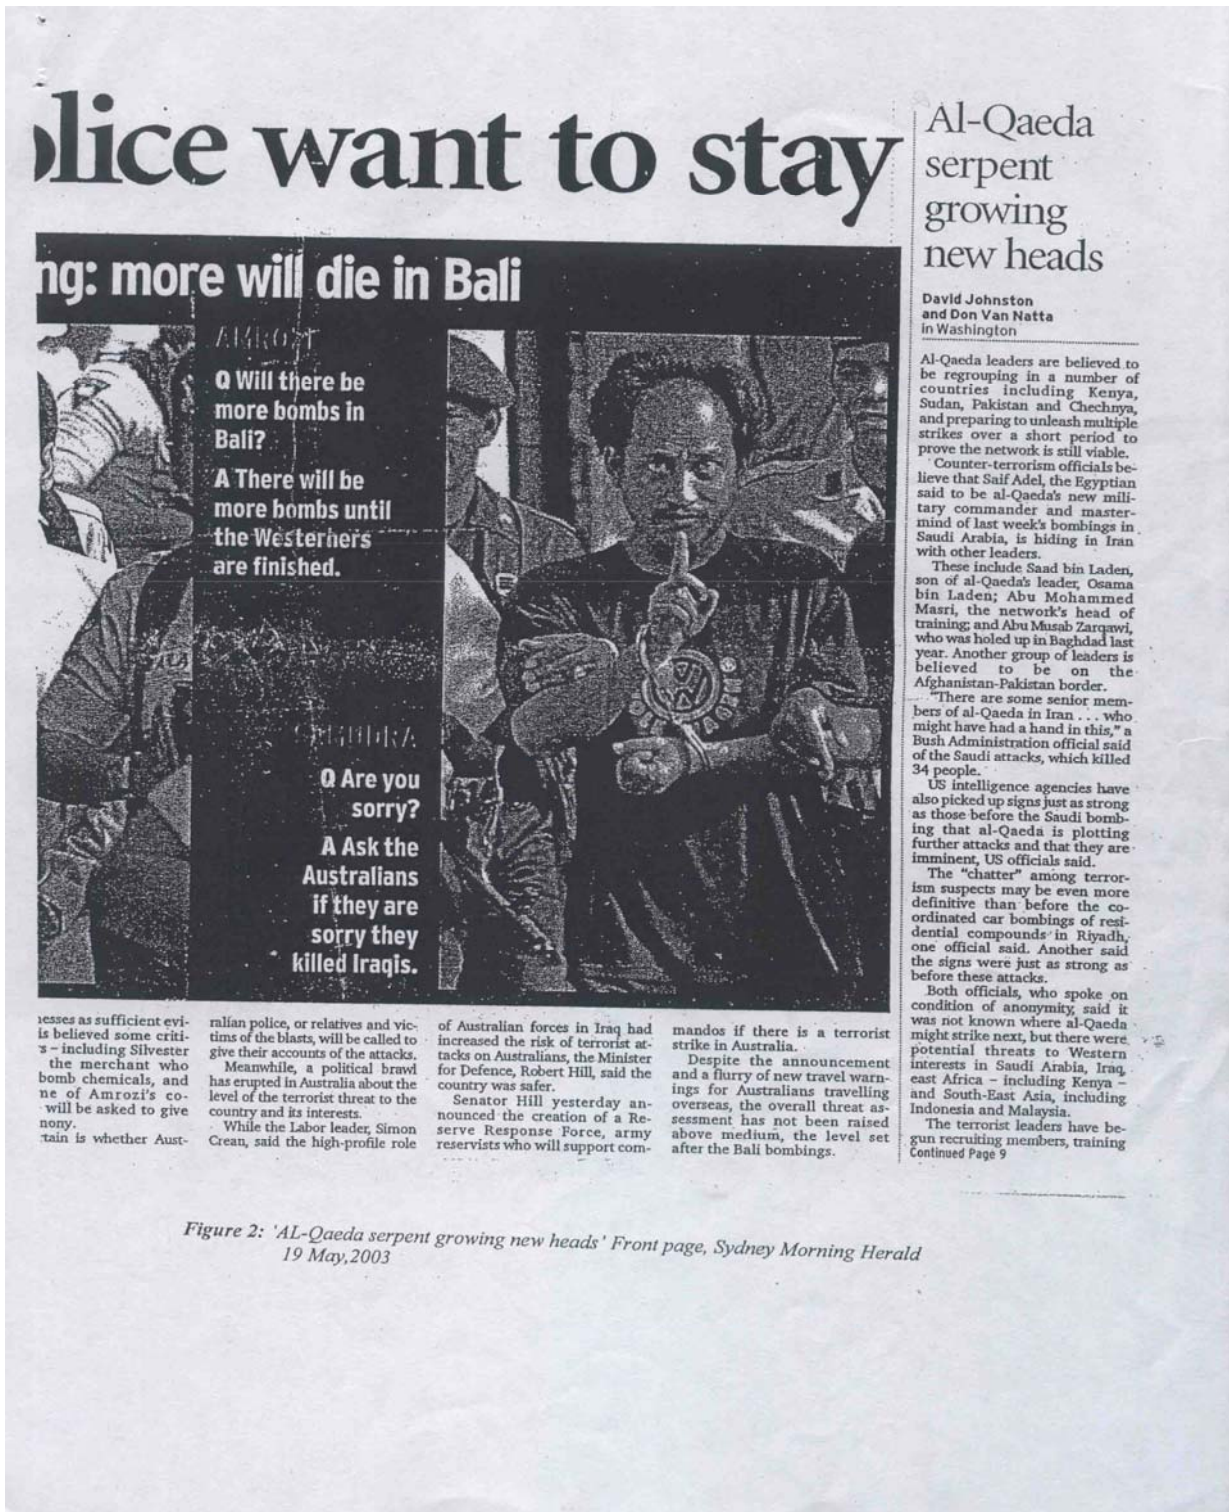 lice want to stay
ng: more will die in Bali
AMROZI
Q Will there be
more bombs in
Bali?
A There will be
more bombs until
the Westerners
are finished.
Q Are you
sorry?
A Ask the
Australians
if they are
sorry they
killed Iraqis.
esses as sufficient evi-
is believed some criti-
s – including Silvester
the merchant who
bomb chemicals, and
ne of Amrozi's co-
will be asked to give
nony.
tain is whether Aust-
ralian police, or relatives and vic-
tims of the blasts, will be called to
give their accounts of the attacks.
Meanwhile, a political brawl
has erupted in Australia about the
level of the terrorist threat to the
country and its interests.
While the Labor leader, Simon
Crean, said the high-profile role
of Australian forces in Iraq had
increased the risk of terrorist at-
tacks on Australians, the Minister
for Defence, Robert Hill, said the
country was safer.
Senator Hill yesterday an-
nounced the creation of a Re-
serve Response Force, army
reservists who will support com-
mandos if there is a terrorist
strike in Australia.
Despite the announcement
and a flurry of new travel warn-
ings for Australians travelling
overseas, the overall threat as-
sessment has not been raised
above medium, the level set
after the Bali bombings.
Al-Qaeda
serpent
growing
new heads
David Johnston
and Don Van Natta
in Washington
Al-Qaeda leaders are believed to
be regrouping in a number of
countries including Kenya,
Sudan, Pakistan and Chechnya,
and preparing to unleash multiple
strikes over a short period to
prove the network is still viable.
Counter-terrorism officials be-
lieve that Saif Adel, the Egyptian
said to be al-Qaeda's new mili-
tary commander and master-
mind of last week's bombings in
Saudi Arabia, is hiding in Iran
with other leaders.
These include Saad bin Laden,
son of al-Qaeda's leader, Osama
bin Laden; Abu Mohammed
Masri, the network's head of
training; and Abu Musab Zarqawi,
who was holed up in Baghdad last
year. Another group of leaders is
believed to be on the
Afghanistan-Pakistan border.
"There are some senior mem-
bers of al-Qaeda in Iran . . . who
might have had a hand in this," a
Bush Administration official said
of the Saudi attacks, which killed
34 people.
US intelligence agencies have
also picked up signs just as strong
as those before the Saudi bomb-
ing that al-Qaeda is plotting
further attacks and that they are
imminent, US officials said.
The "chatter" among terror-
ism suspects may be even more
definitive than before the co-
ordinated car bombings of resi-
dential compounds in Riyadh,
one official said. Another said
the signs were just as strong as
before these attacks.
Both officials, who spoke on
condition of anonymity, said it
was not known where al-Qaeda
might strike next, but there were
potential threats to Western
interests in Saudi Arabia, Iraq,
east Africa – including Kenya –
and South-East Asia, including
Indonesia and Malaysia.
The terrorist leaders have be-
gun recruiting members, training
Continued Page 9
Figure 2: 'AL-Qaeda serpent growing new heads' Front page, Sydney Morning Herald
19 May,2003